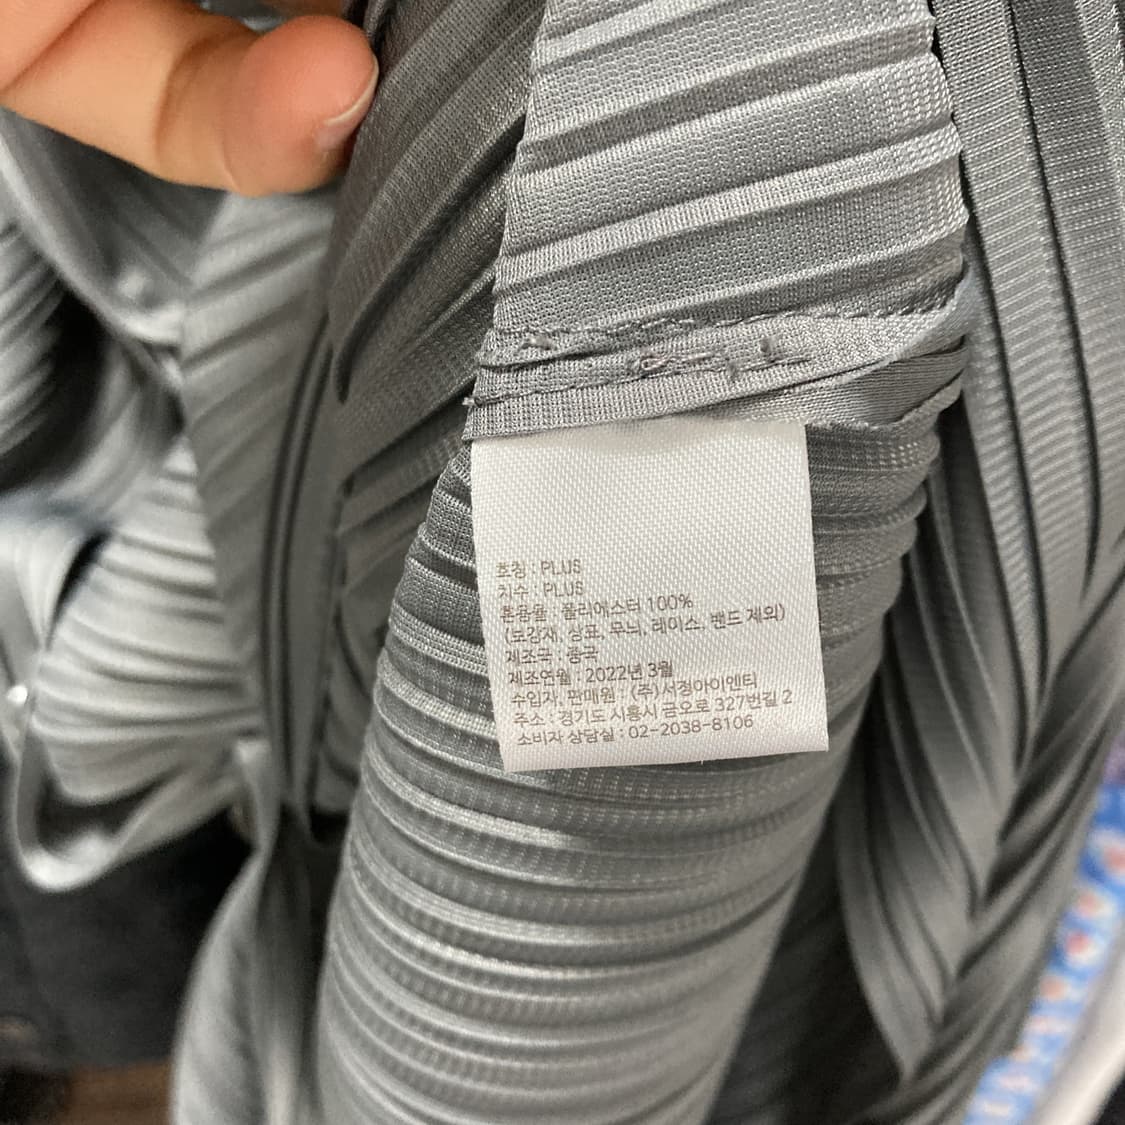 호칭 : PLUS
치수 : PLUS
혼용율 : 폴리에스터 100%
(보강재, 상표, 무늬, 레이스, 밴드 제외)
제조국 : 중국
제조연월 : 2022년 3월
수입자, 판매원 : (주)서정아이엔티
주소 : 경기도 시흥시 금오로 327번길 2
소비자 상담실 : 02-2038-8106